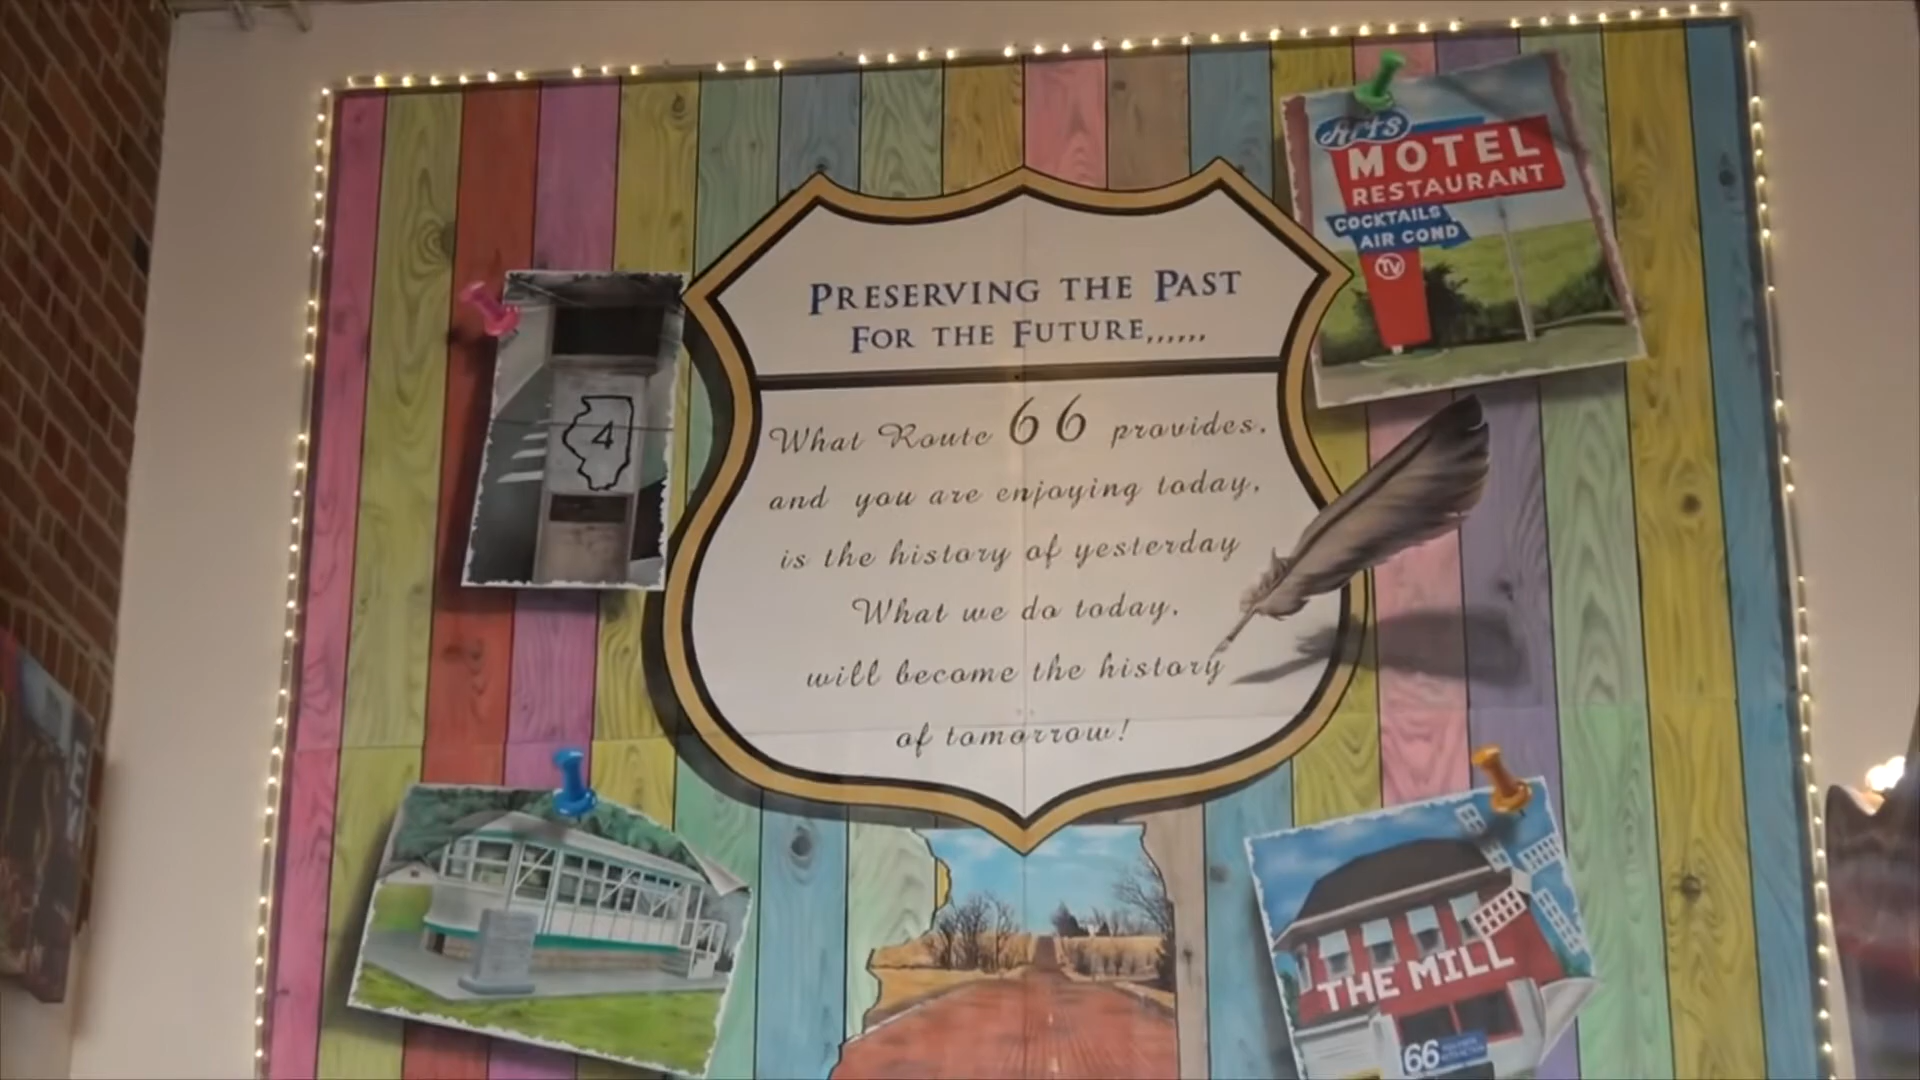 Arts
MOTEL
RESTAURANT
COCKTAILS
AIR COND
TV
PRESERVING THE PAST
FOR THE FUTURE,,,,,,
4
What Route 66 provides,
and you are enjoying today,
is the history of yesterday
What we do today,
will become the history
of tomorrow!
THE MILL
66